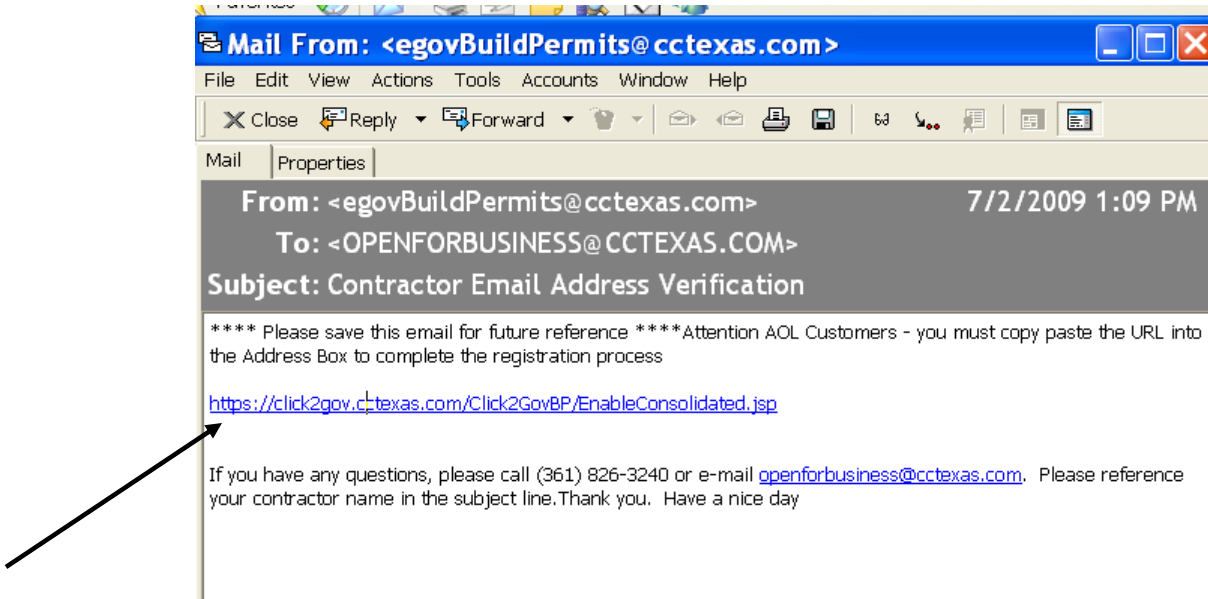 Mail From: <egovBuildPermits@cctexas.com>
File Edit View Actions Tools Accounts Window Help
Close Reply Forward
Mail Properties
From: <egovBuildPermits@cctexas.com> 7/2/2009 1:09 PM
To: <OPENFORBUSINESS@CCTEXAS.COM>
Subject: Contractor Email Address Verification
**** Please save this email for future reference ****Attention AOL Customers - you must copy paste the URL into
the Address Box to complete the registration process
https://click2gov.cctexas.com/Click2GovBP/EnableConsolidated.jsp
If you have any questions, please call (361) 826-3240 or e-mail openforbusiness@cctexas.com. Please reference
your contractor name in the subject line.Thank you. Have a nice day